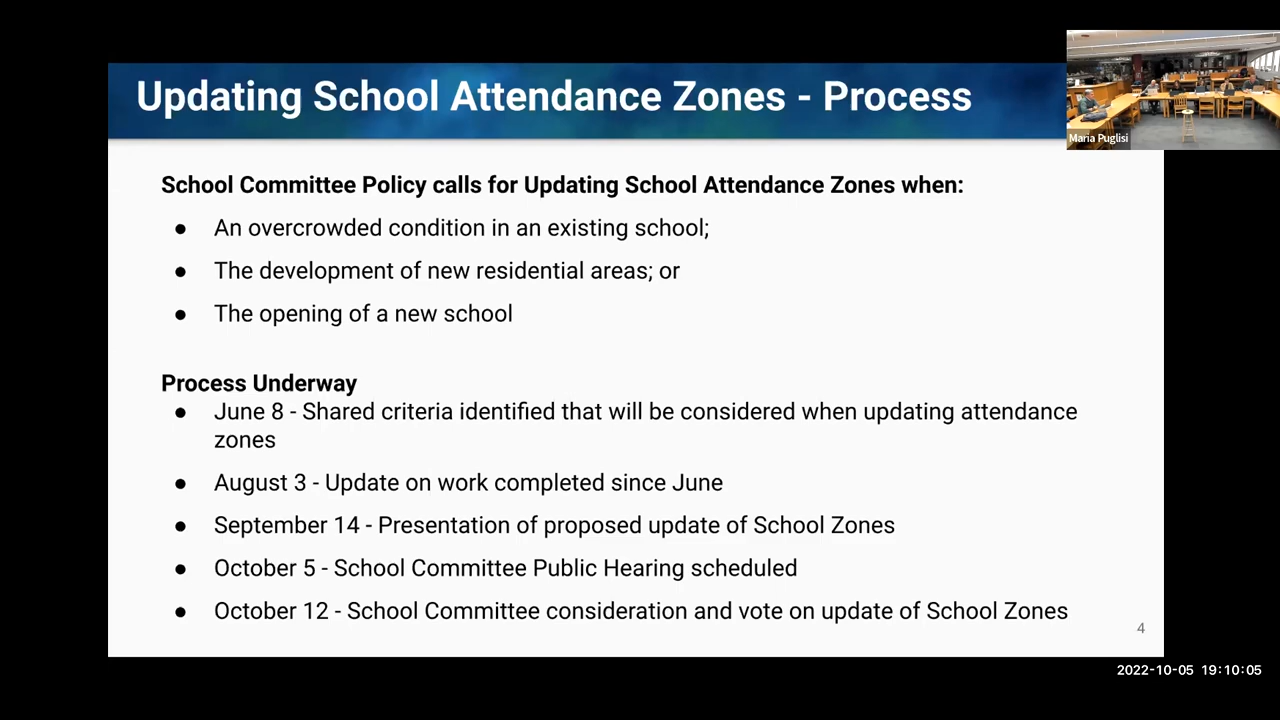 Updating School Attendance Zones - Process
Maria Puglisi
School Committee Policy calls for Updating School Attendance Zones when:
● An overcrowded condition in an existing school;
● The development of new residential areas; or
● The opening of a new school
Process Underway
● June 8 - Shared criteria identified that will be considered when updating attendance
zones
● August 3 - Update on work completed since June
● September 14 - Presentation of proposed update of School Zones
● October 5 - School Committee Public Hearing scheduled
● October 12 - School Committee consideration and vote on update of School Zones
4
2022-10-05 19:10:05